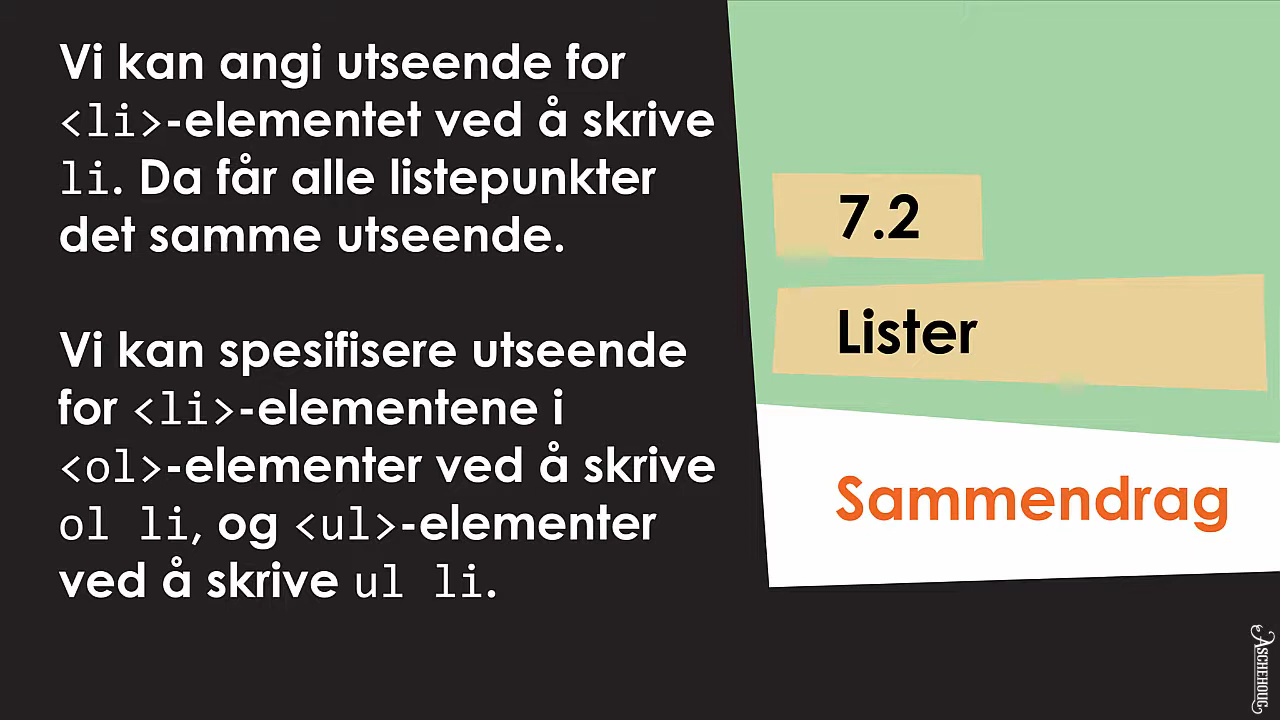 Vi kan angi utseende for
<li>-elementet ved å skrive
li. Da får alle listepunkter
det samme utseende.
Vi kan spesifisere utseende
for <li>-elementene i
<ol>-elementer ved å skrive
ol li, og <ul>-elementer
ved å skrive ul li.
7.2
Lister
Sammendrag
ASCHEHOUG